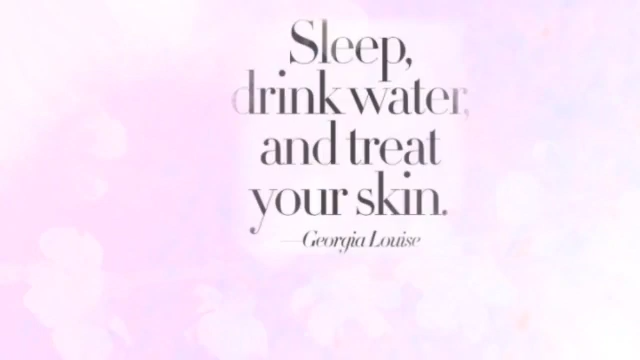 Sleep,
drink water,
and treat
your skin.
—Georgia Louise